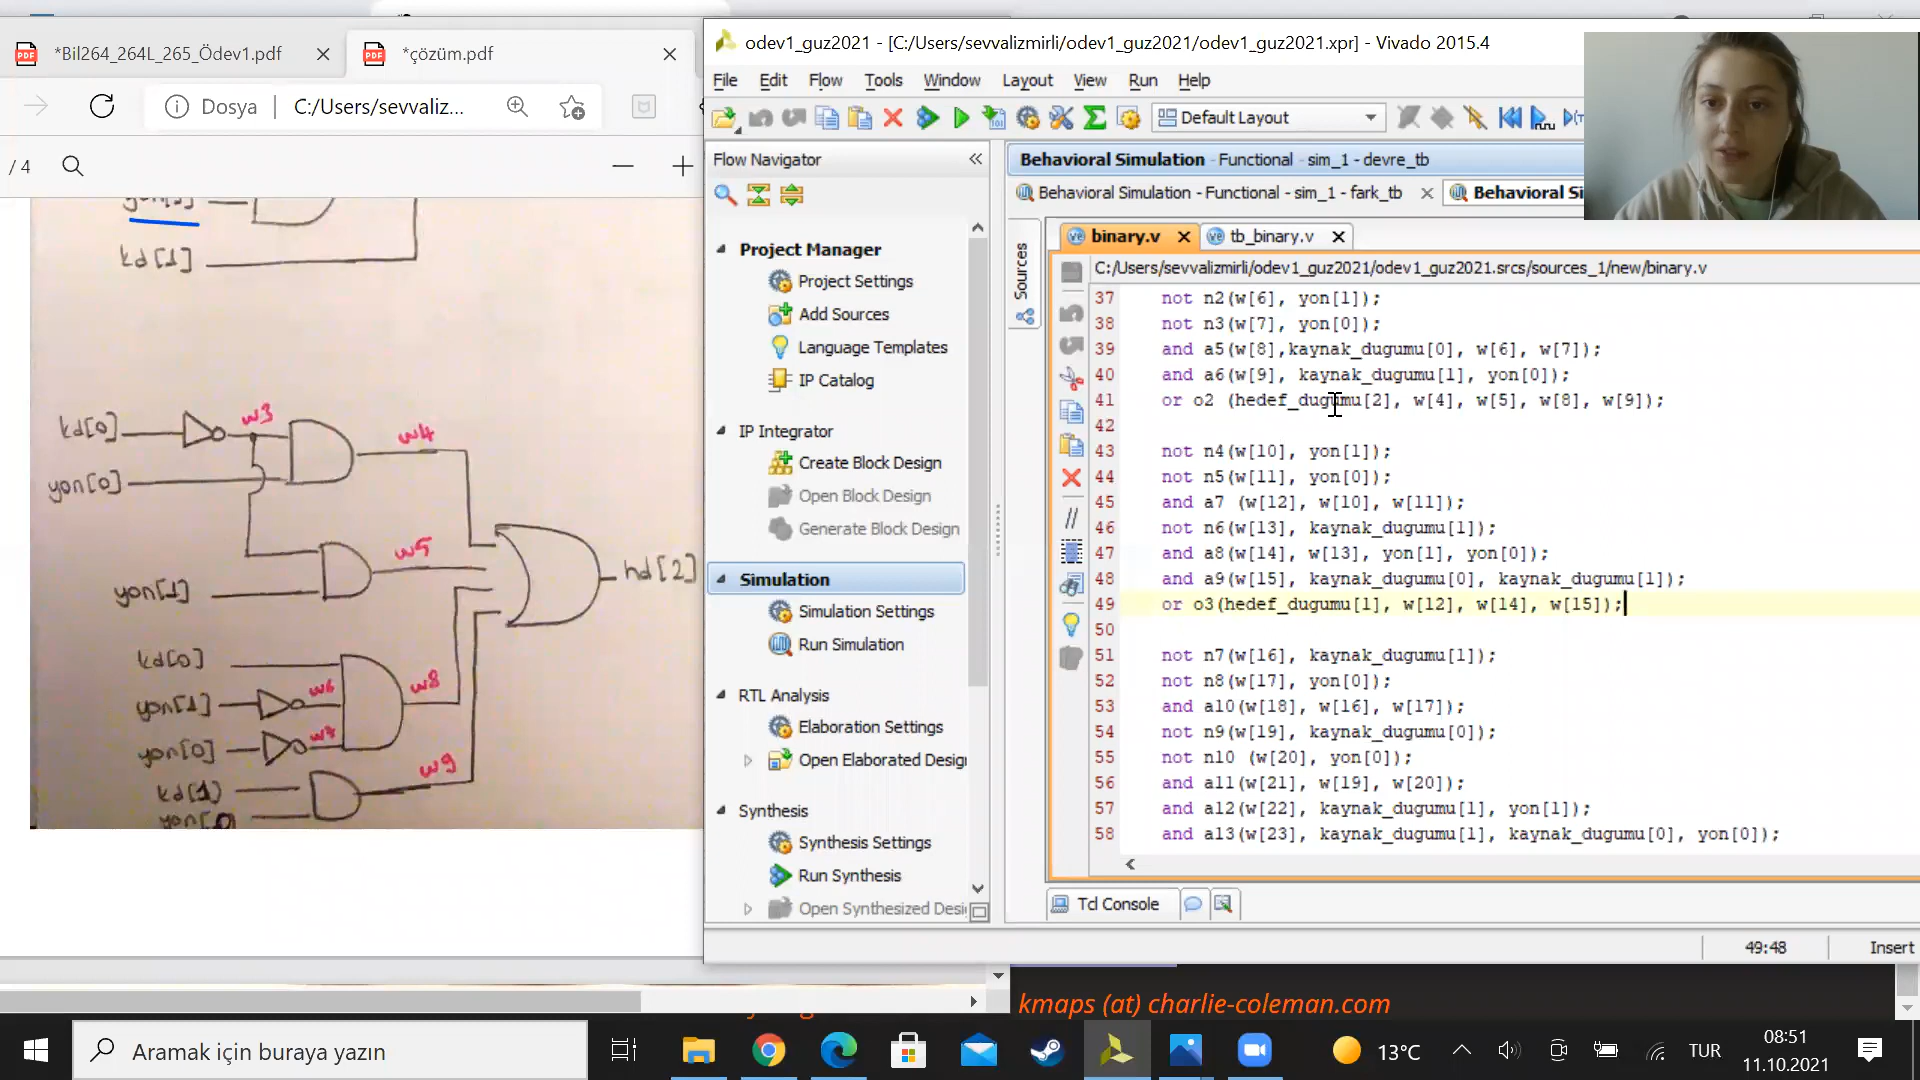 *Bil264_264L_265_Ödev1.pdf
*çözüm.pdf
Dosya
C:/Users/sevvaliz...
/ 4
kd[1]
kd[0]
w3
w4
yon[0]
w5
yon[1]
hd[2]
kd[0]
w6
w8
yon[1]
yon[0]
w7
w9
kd[1]
yon[0]
odev1_guz2021 - [C:/Users/sevvalizmirli/odev1_guz2021/odev1_guz2021.xpr] - Vivado 2015.4
File Edit Flow Tools Window Layout View Run Help
Default Layout
Flow Navigator
Project Manager
Project Settings
Add Sources
Language Templates
IP Catalog
IP Integrator
Create Block Design
Open Block Design
Generate Block Design
Simulation
Simulation Settings
Run Simulation
RTL Analysis
Elaboration Settings
Open Elaborated Desig
Synthesis
Synthesis Settings
Run Synthesis
Open Synthesized Desi
Behavioral Simulation - Functional - sim_1 - devre_tb
Behavioral Simulation - Functional - sim_1 - fark_tb
Behavioral Si
Sources
binary.v
tb_binary.v
C:/Users/sevvalizmirli/odev1_guz2021/odev1_guz2021.srcs/sources_1/new/binary.v
37 not n2(w[6], yon[1]);
38 not n3(w[7], yon[0]);
39 and a5(w[8],kaynak_dugumu[0], w[6], w[7]);
40 and a6(w[9], kaynak_dugumu[1], yon[0]);
41 or o2 (hedef_dugumu[2], w[4], w[5], w[8], w[9]);
42
43 not n4(w[10], yon[1]);
44 not n5(w[11], yon[0]);
45 and a7 (w[12], w[10], w[11]);
46 not n6(w[13], kaynak_dugumu[1]);
47 and a8(w[14], w[13], yon[1], yon[0]);
48 and a9(w[15], kaynak_dugumu[0], kaynak_dugumu[1]);
49 or o3(hedef_dugumu[1], w[12], w[14], w[15]);
50
51 not n7(w[16], kaynak_dugumu[1]);
52 not n8(w[17], yon[0]);
53 and a10(w[18], w[16], w[17]);
54 not n9(w[19], kaynak_dugumu[0]);
55 not n10 (w[20], yon[0]);
56 and a11(w[21], w[19], w[20]);
57 and a12(w[22], kaynak_dugumu[1], yon[1]);
58 and a13(w[23], kaynak_dugumu[1], kaynak_dugumu[0], yon[0]);
Tcl Console
49:48
Insert
kmaps (at) charlie-coleman.com
Aramak için buraya yazın
13°C
TUR
08:51
11.10.2021